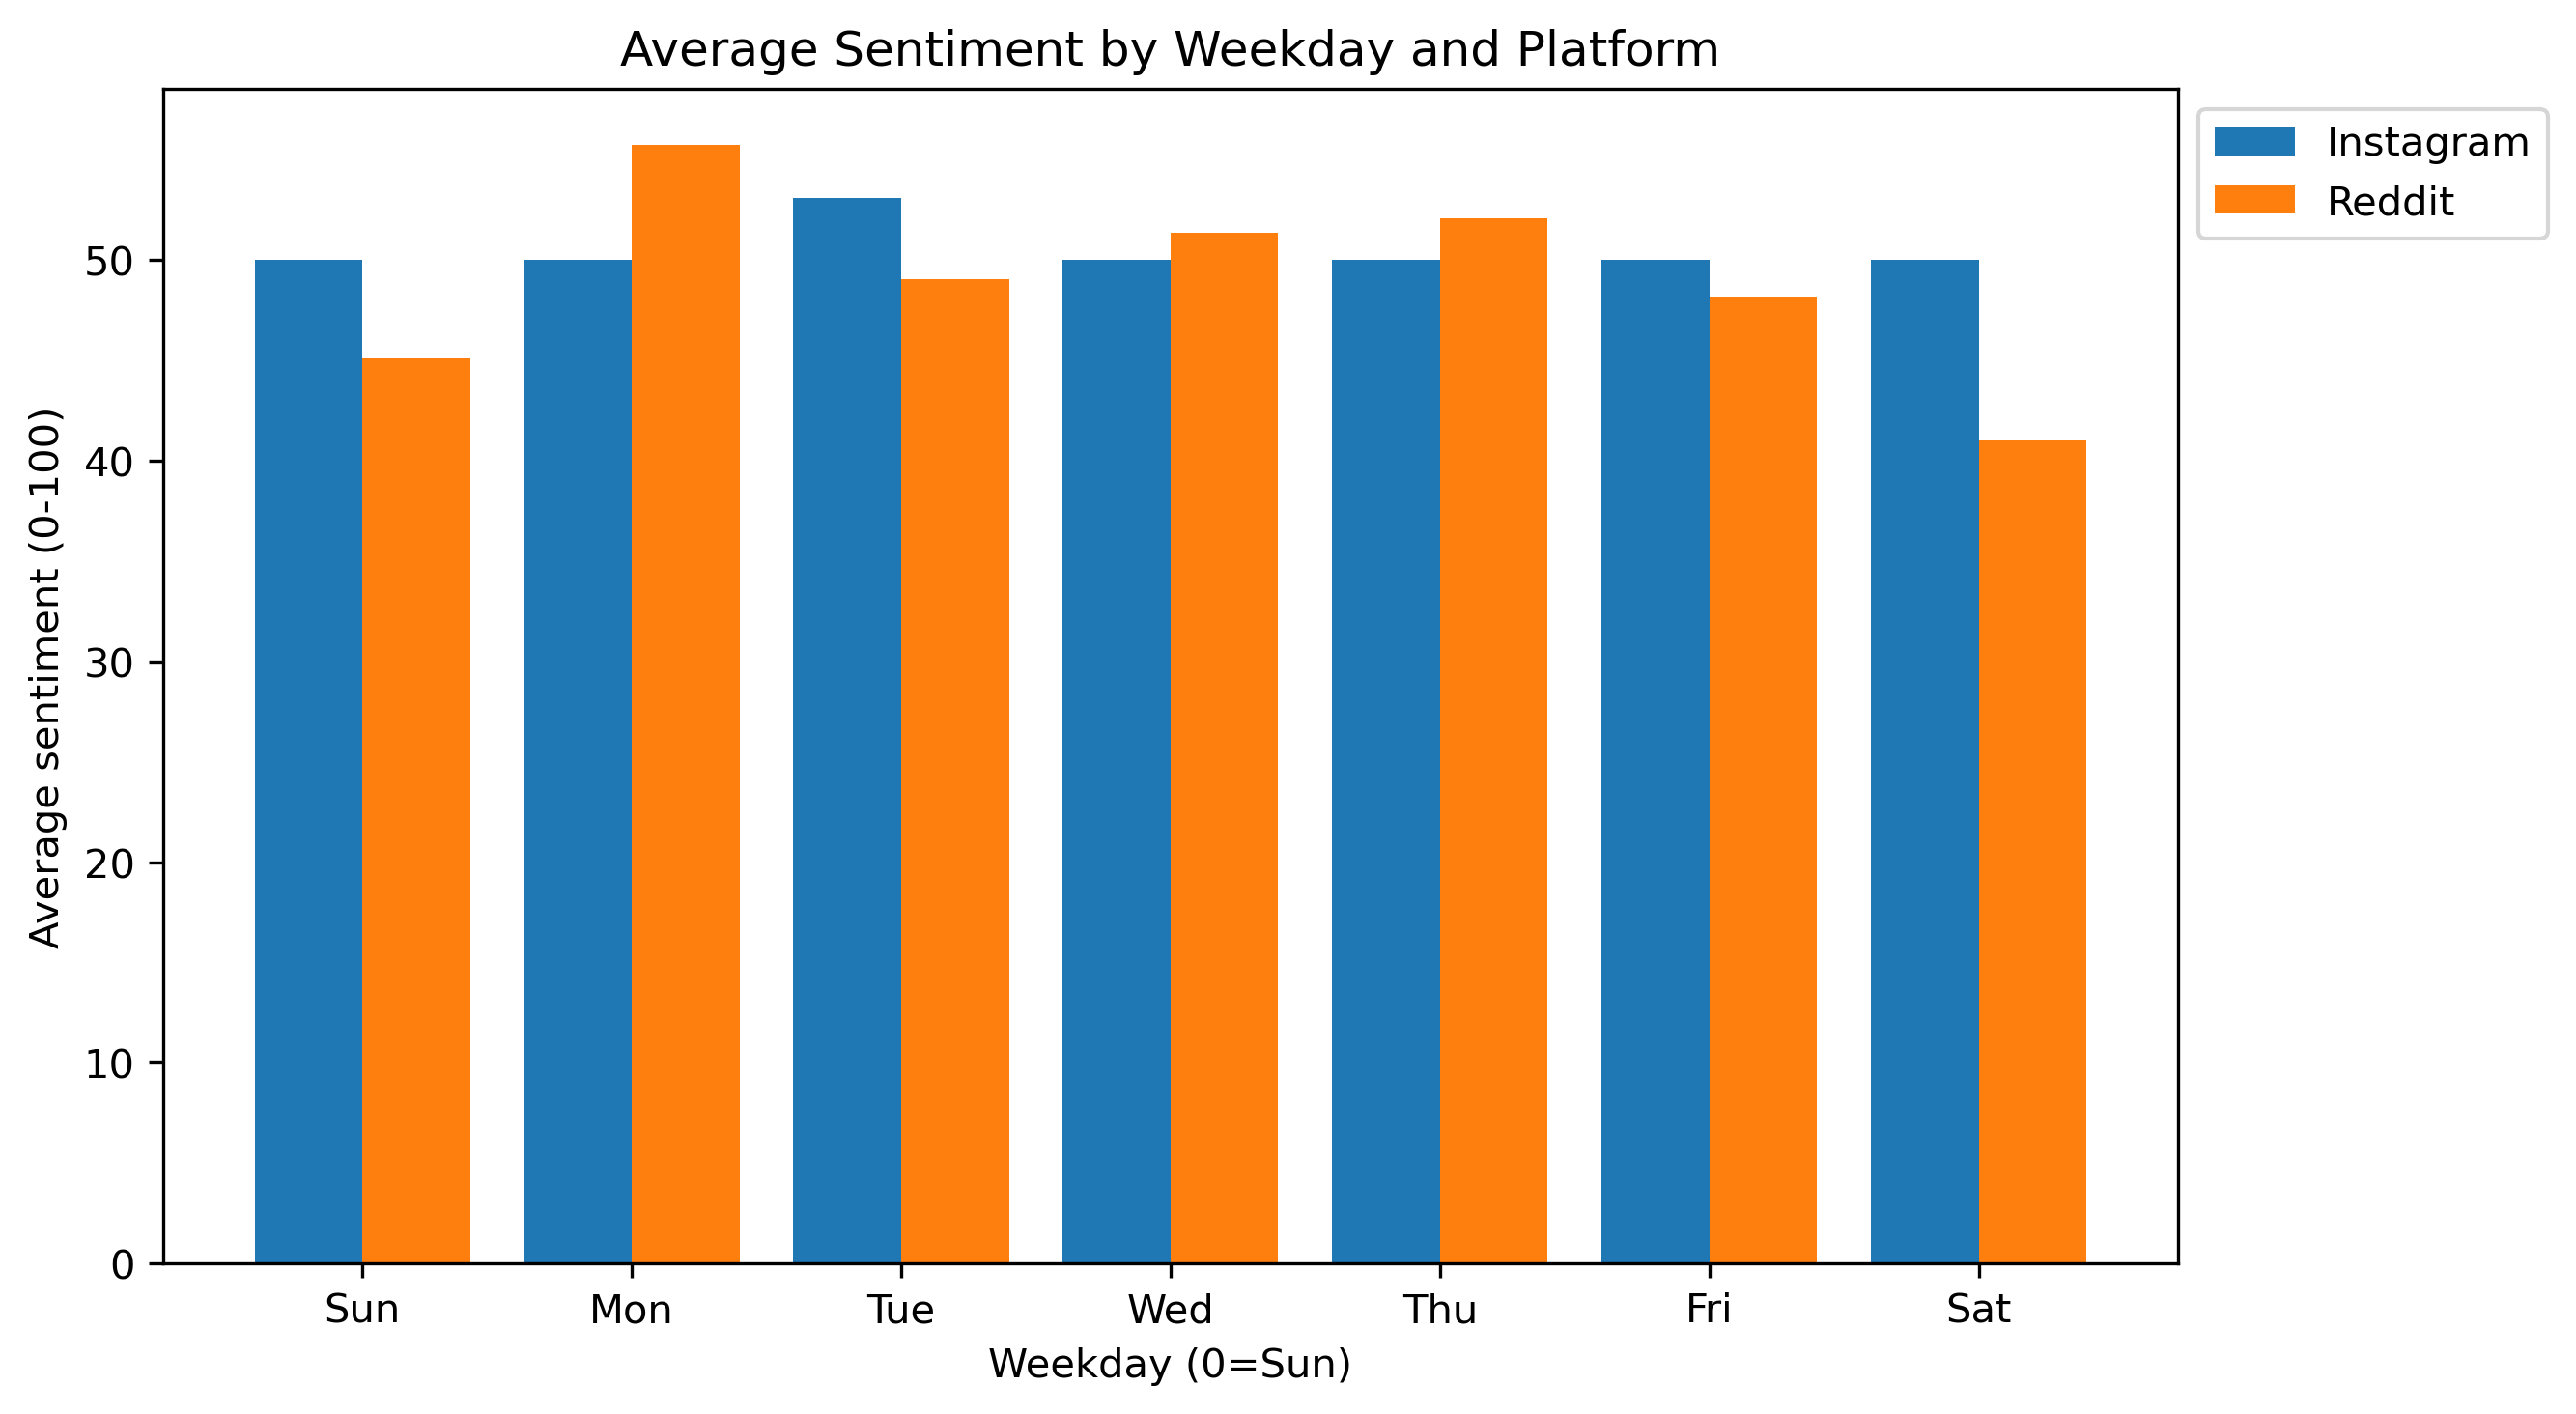 Average Sentiment by Weekday and Platform
Instagram
Reddit
Average sentiment (0-100)
50
40
30
20
10
0
Sun Mon Tue Wed Thu Fri Sat
Weekday (0=Sun)